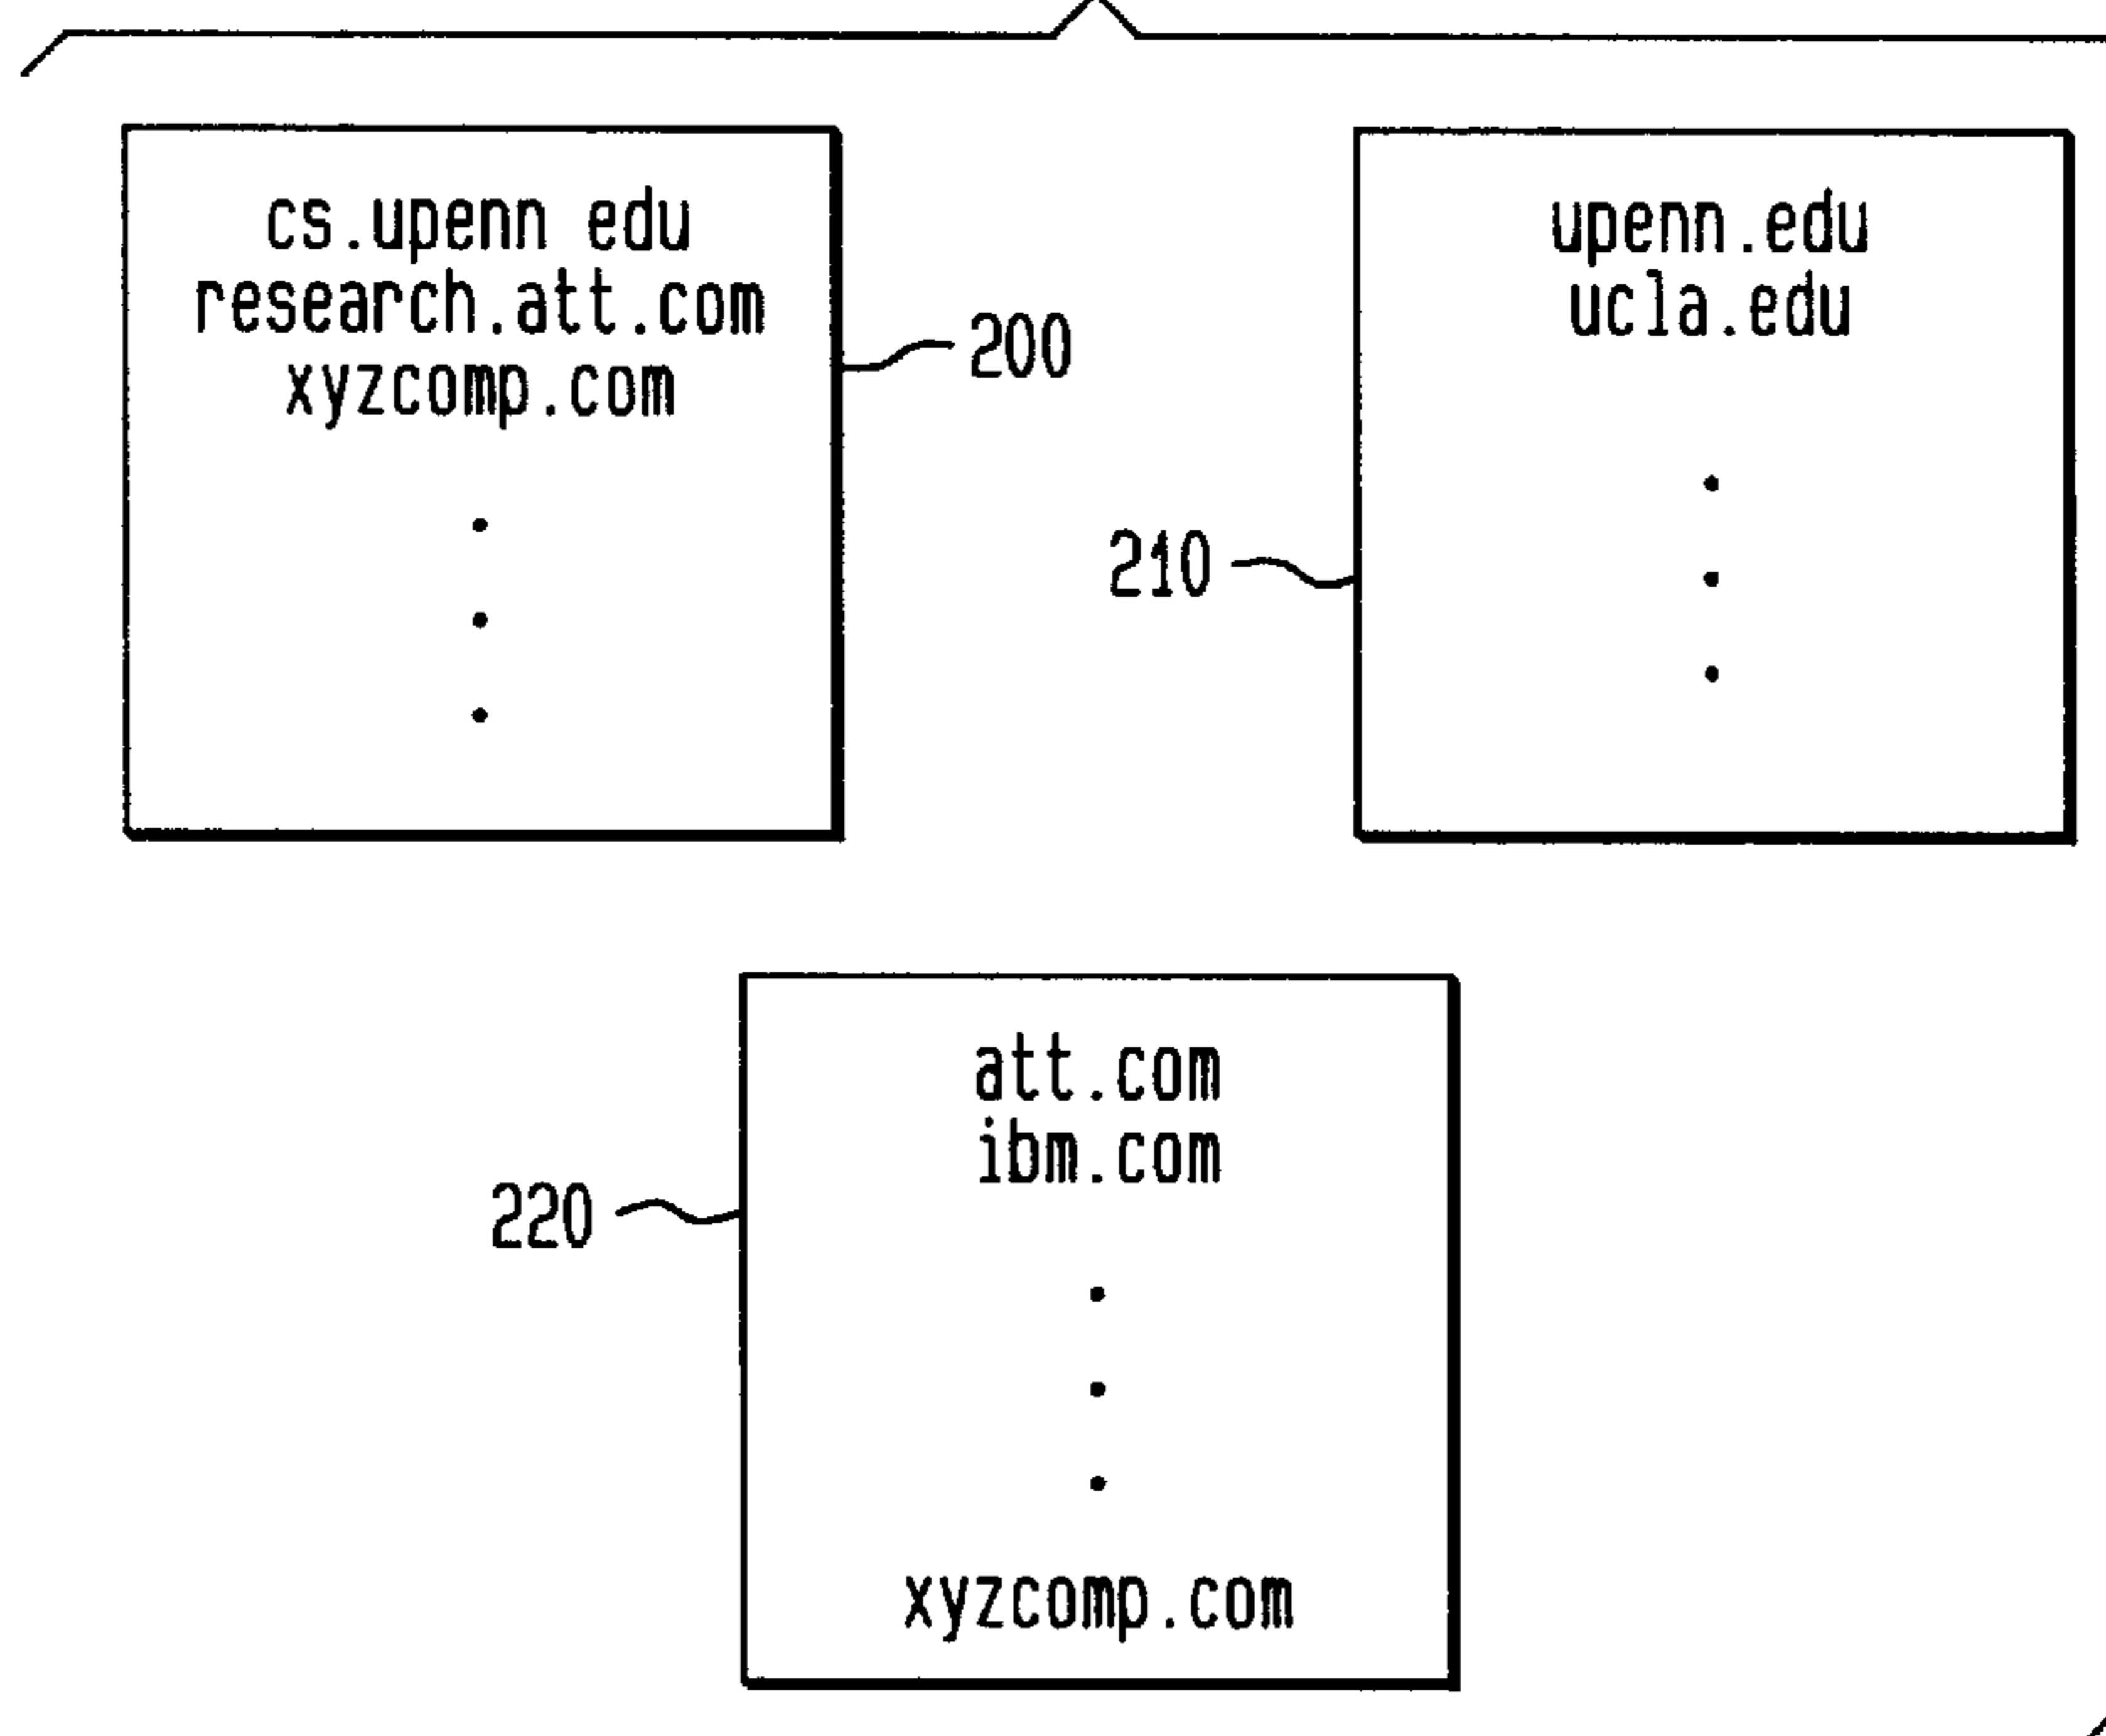 cs.upenn edu
research.att.com
xyzcomp.com
200
upenn.edu
ucla.edu
210
att.com
ibm.com
220
xyzcomp.com